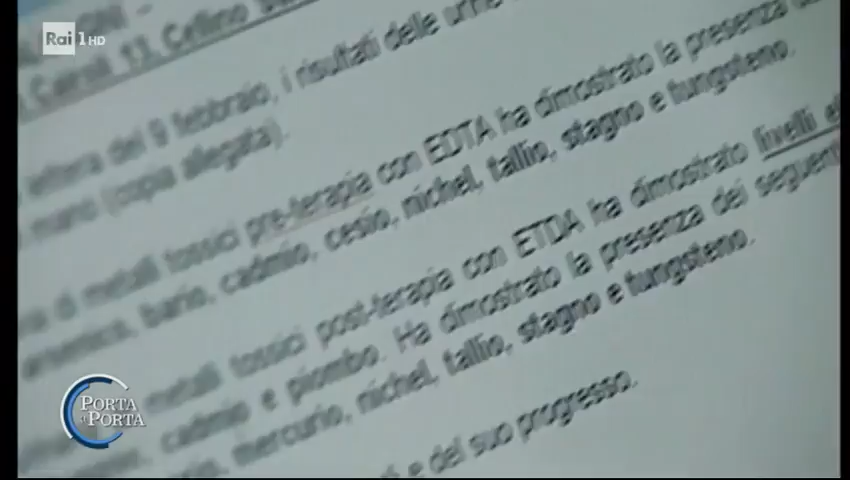 Rai 1 HD
Cairoli 13, Cellino
lettera del 9 febbraio, i risultati delle urine
mano (copia allegata).
di metalli tossici pre-terapia con EDTA ha dimostrato la presenza
arsenico, bario, cadmio, cesio, nichel, tallio, stagno e tungsteno.
metalli tossici post-terapia con ETDA ha dimostrato livelli
cadmio e piombo. Ha dimostrato la presenza dei seguenti
mercurio, nichel, tallio, stagno e tungsteno.
e del suo progresso.
PORTA
a PORTA